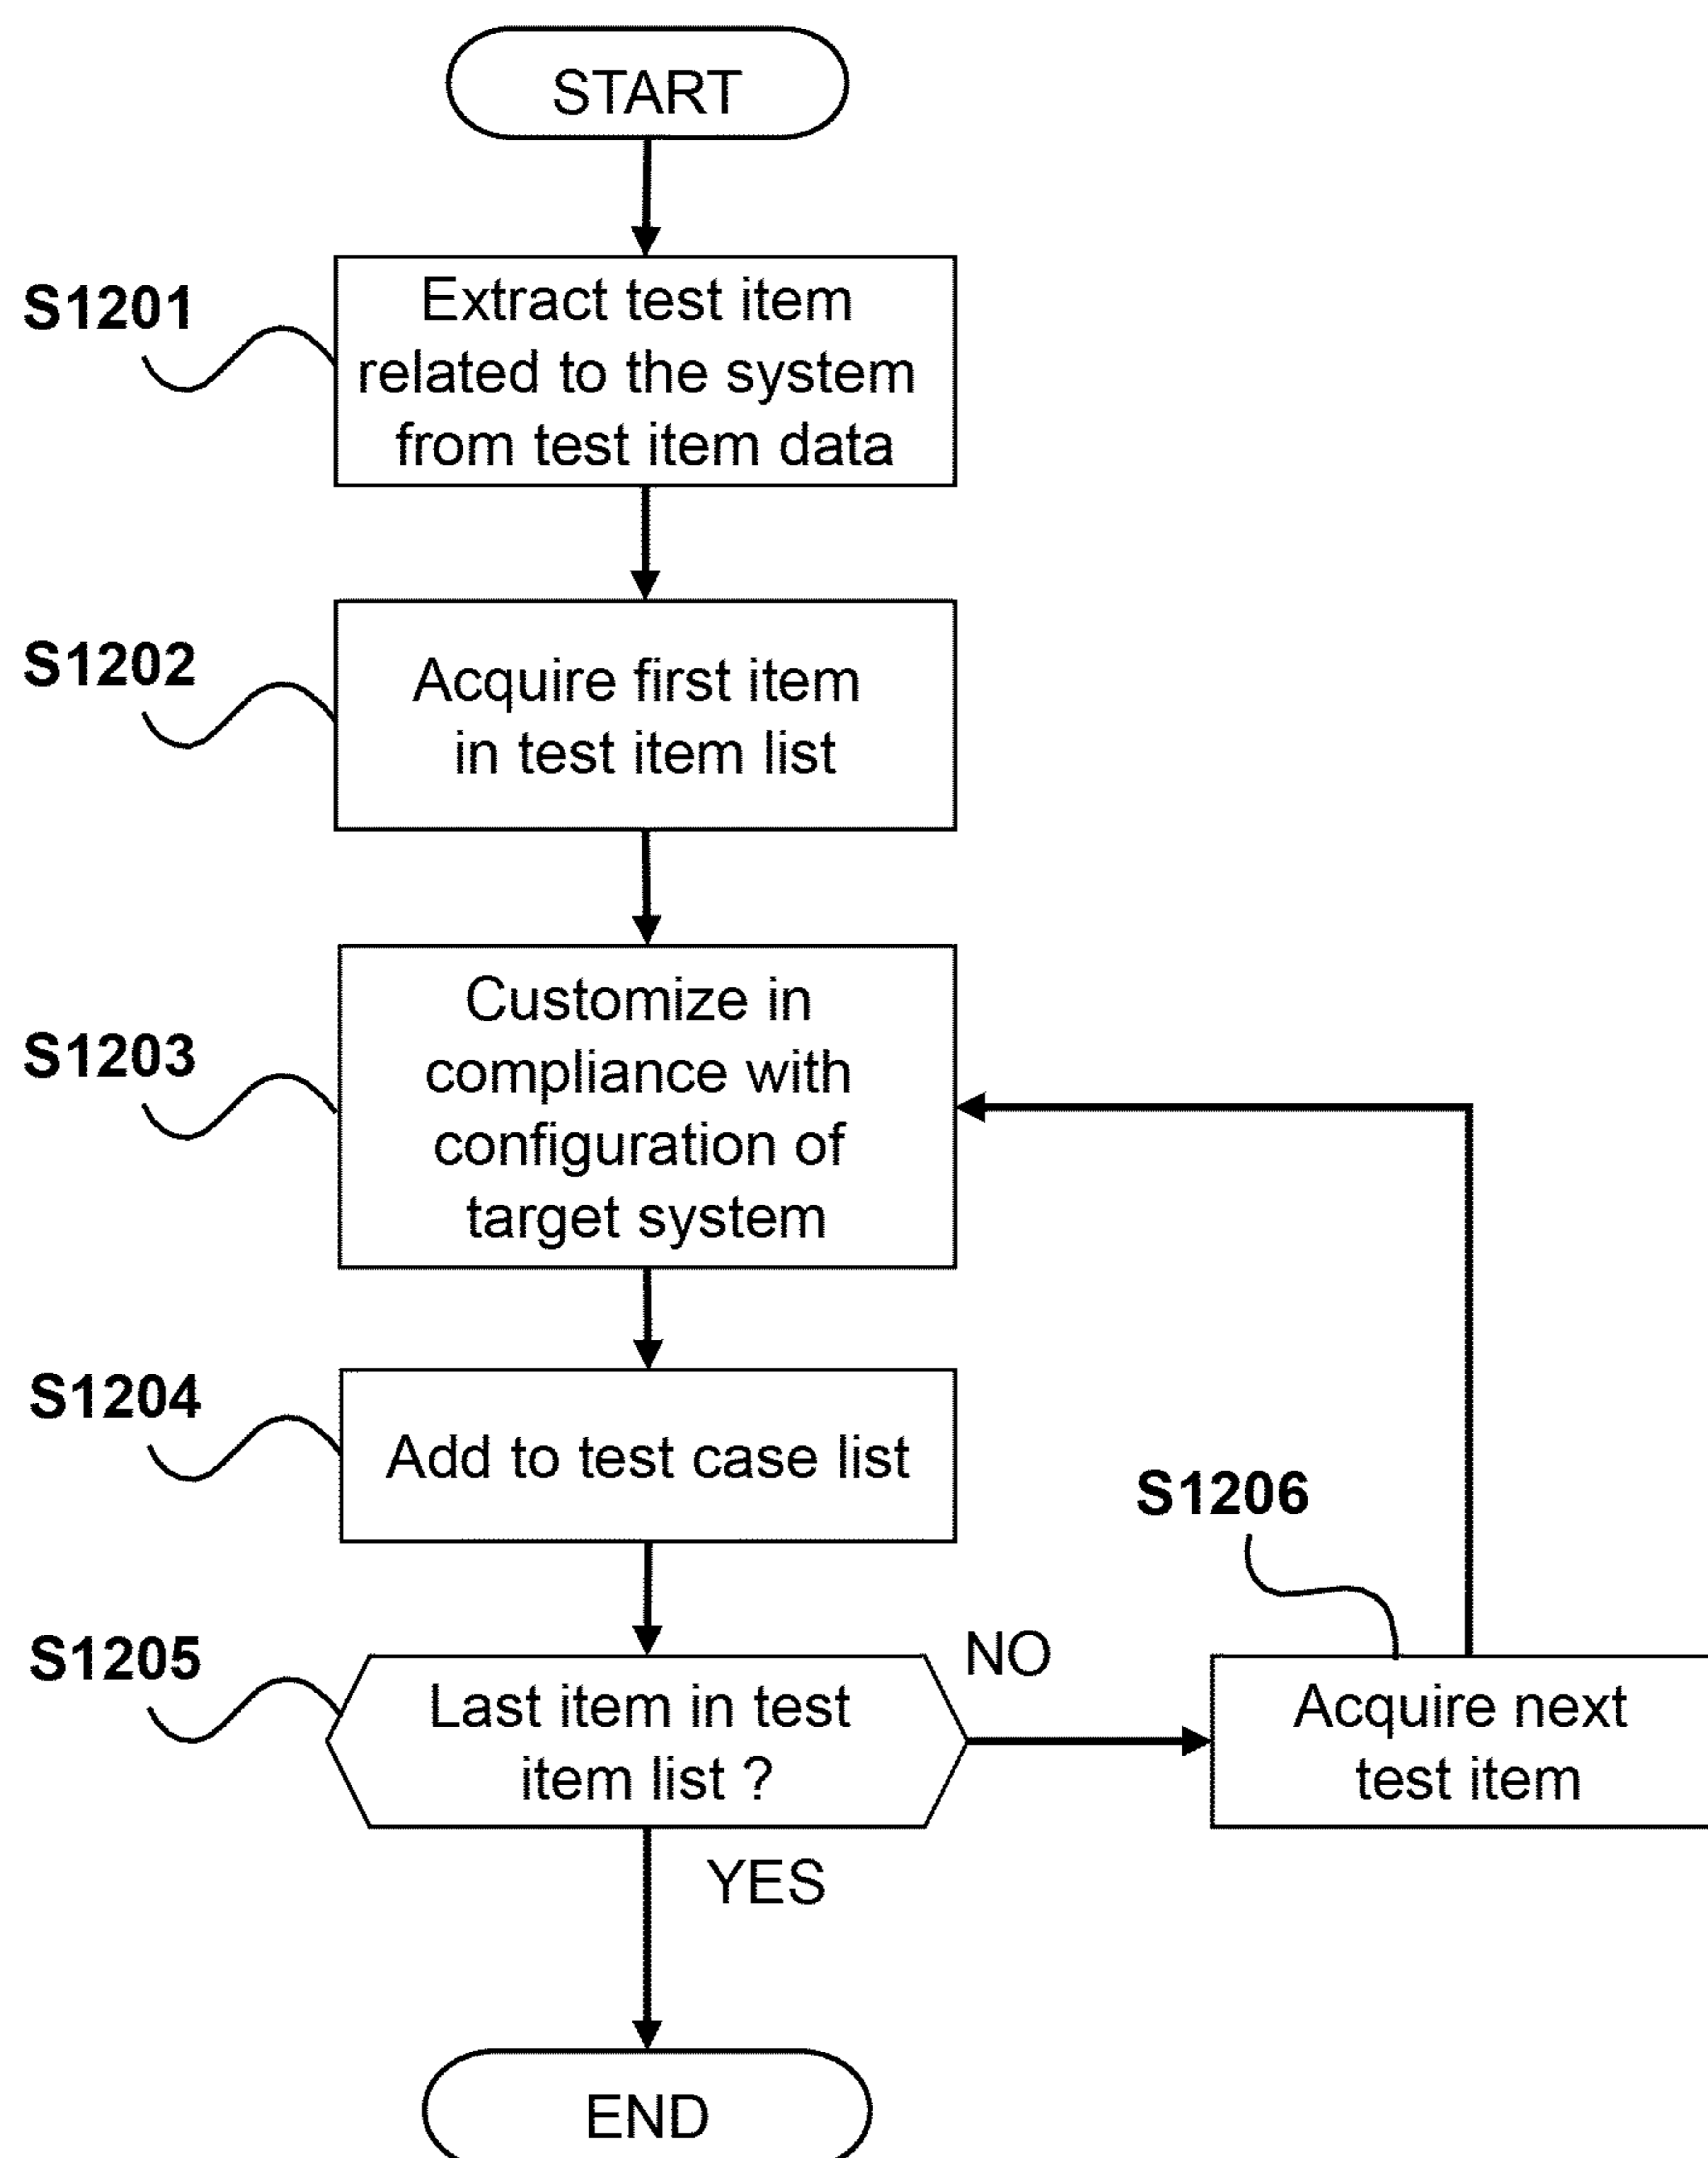 START
S1201
Extract test item
related to the system
from test item data
S1202
Acquire first item
in test item list
S1203
Customize in
compliance with
configuration of
target system
S1204
Add to test case list
S1205
Last item in test
item list ?
NO
S1206
Acquire next
test item
YES
END